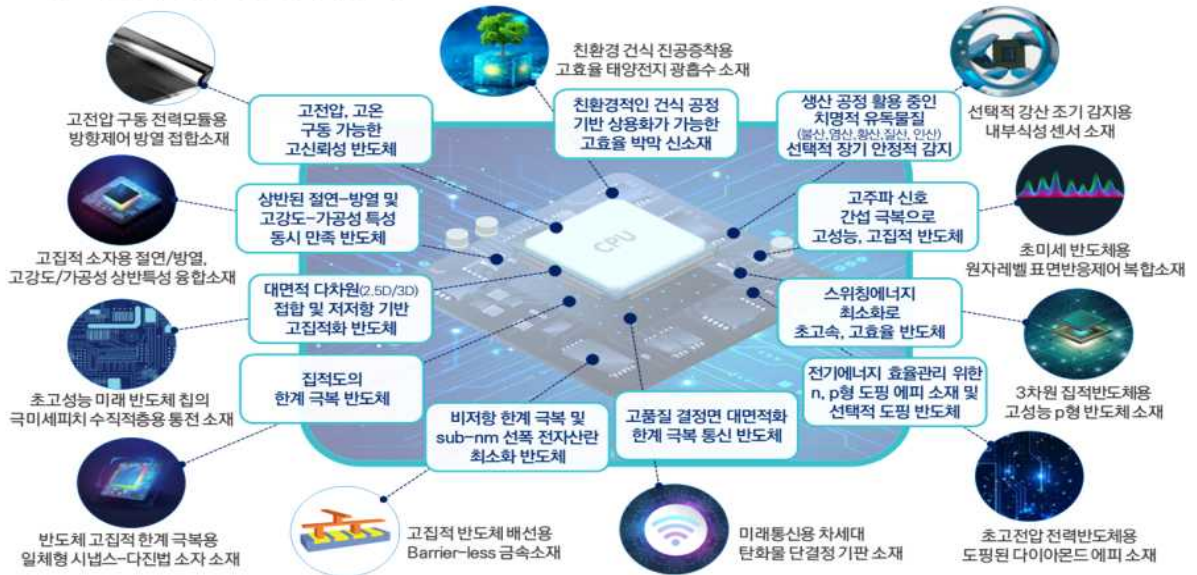 친환경 건식 진공증착용
고효율 태양전지 광흡수 소재
고전압 구동 전력모듈용
방향제어 방열 접합소재
고전압, 고온
구동 가능한
고신뢰성 반도체
친환경적인 건식 공정
기반 상용화가 가능한
고효율 박막 신소재
생산 공정 활용 중인
치명적 유독물질
(불산,염산,황산,질산, 인산)
선택적 장기 안정적 감지
선택적 강산 조기 감지용
내부식성 센서 소재
상반된 절연-방열 및
고강도-가공성 특성
동시 만족 반도체
고주파 신호
간섭 극복으로
고성능, 고집적 반도체
CPU
고집적 소자용 절연/방열,
고강도/가공성 상반특성 융합소재
초미세 반도체용
원자레벨 표면반응제어 복합소재
대면적 다차원(2.5D/3D)
접합 및 저저항 기반
고집적화 반도체
스위칭에너지
최소화로
초고속, 고효율 반도체
초고성능 미래 반도체 칩의
극미세피치 수직적층용 통전 소재
집적도의
한계 극복 반도체
전기에너지 효율관리 위한
n, p형 도핑 에피 소재 및
선택적 도핑 반도체
3차원 집적반도체용
고성능 p형 반도체 소재
비저항 한계 극복 및
sub-nm 선폭 전자산란
최소화 반도체
고품질 결정면 대면적화
한계 극복 통신 반도체
반도체 고집적 한계 극복용
일체형 시냅스-다진법 소자 소재
고집적 반도체 배선용
Barrier-less 금속소재
미래통신용 차세대
탄화물 단결정 기판 소재
초고전압 전력반도체용
도핑된 다이아몬드 에피 소재